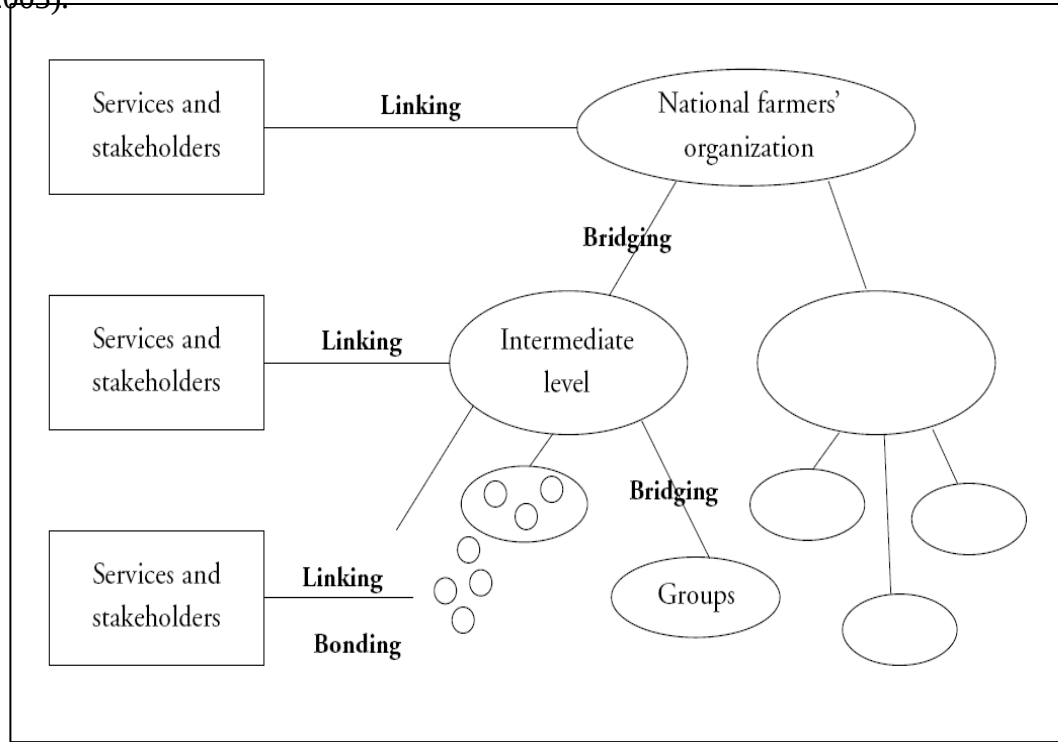 Services and
stakeholders
Linking
National farmers’
organization
Bridging
Services and
stakeholders
Linking
Intermediate
level
Bridging
Services and
stakeholders
Linking
Groups
Bonding